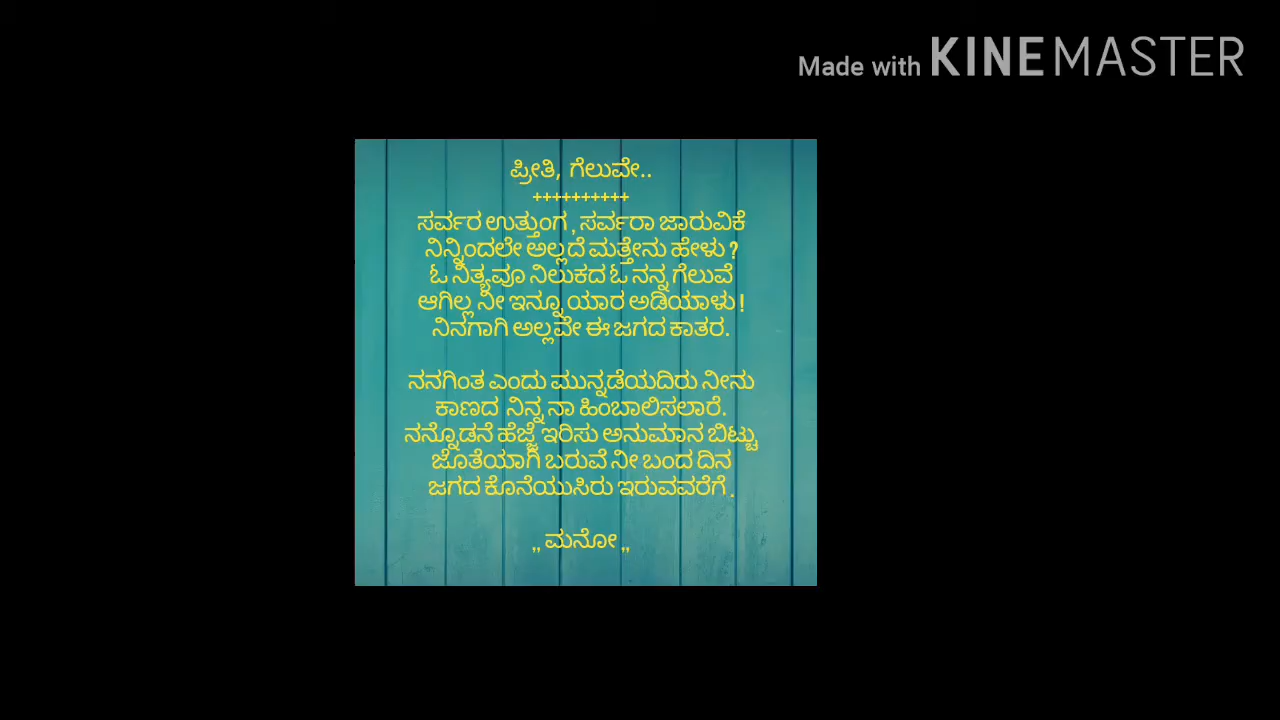 Made with KINEMASTER
ಪ್ರೀತಿ, ಗೆಲುವೇ..
++++++++++
ಸರ್ವರ ಉತ್ತುಂಗ , ಸರ್ವರಾ ಜಾರುವಿಕೆ
ನಿನ್ನಿಂದಲೇ ಅಲ್ಲದೆ ಮತ್ತೇನು ಹೇಳು ?
ಓ ನಿತ್ಯವೂ ನಿಲುಕದ ಓ ನನ್ನ ಗೆಲುವೆ
ಆಗಿಲ್ಲ ನೀ ಇನ್ನೂ ಯಾರ ಅಡಿಯಾಳು !
ನಿನಗಾಗಿ ಅಲ್ಲವೇ ಈ ಜಗದ ಕಾತರ.
ನನಗಿಂತ ಎಂದು ಮುನ್ನಡೆಯದಿರು ನೀನು
ಕಾಣದ ನಿನ್ನ ನಾ ಹಿಂಬಾಲಿಸಲಾರೆ.
ನನ್ನೊಡನೆ ಹೆಜ್ಜೆ ಇರಿಸು ಅನುಮಾನ ಬಿಟ್ಟು
ಜೊತೆಯಾಗಿ ಬರುವೆ ನೀ ಬಂದ ದಿನ
ಜಗದ ಕೊನೆಯುಸಿರು ಇರುವವರೆಗೆ .
,, ಮನೋ ,,